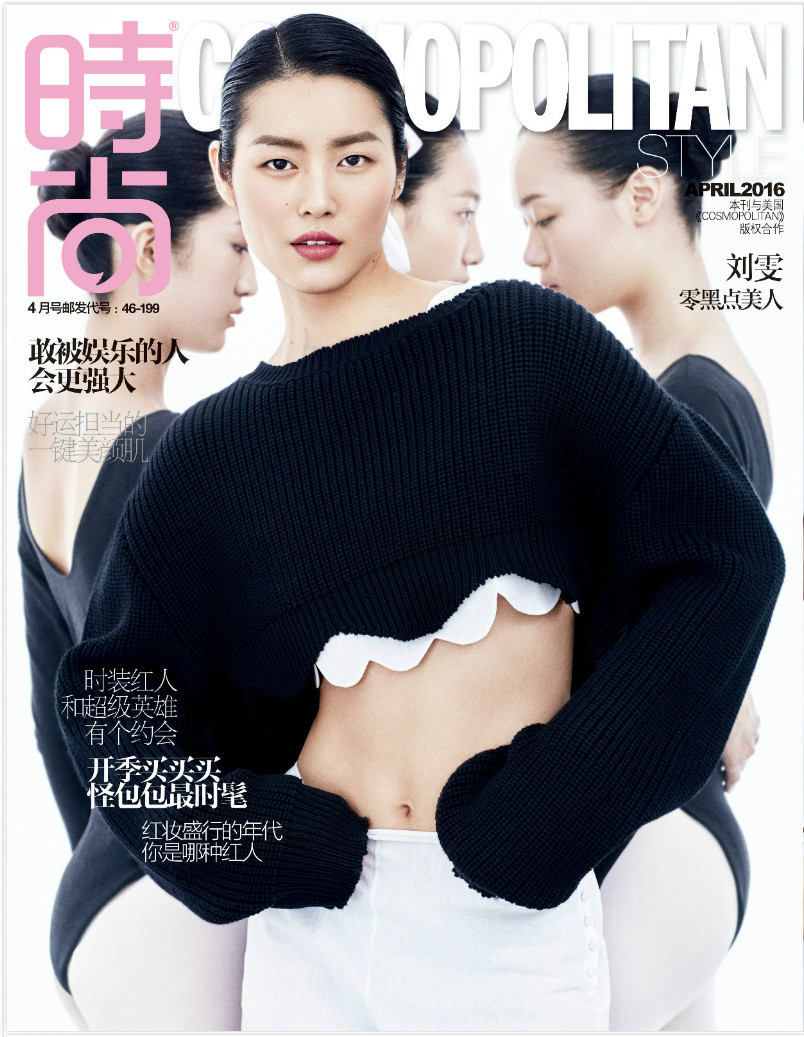 時尚®
COSMOPOLITAN
STYLE
APRIL2016
本刊与美国
《COSMOPOLITAN》
版权合作
刘雯
零黑点美人
4月号邮发代号：46-199
敢被娱乐的人
会更强大
好运担当的
一键美颜肌
时装红人
和超级英雄
有个约会
开季买买买
怪包包最时髦
红妆盛行的年代
你是哪种红人